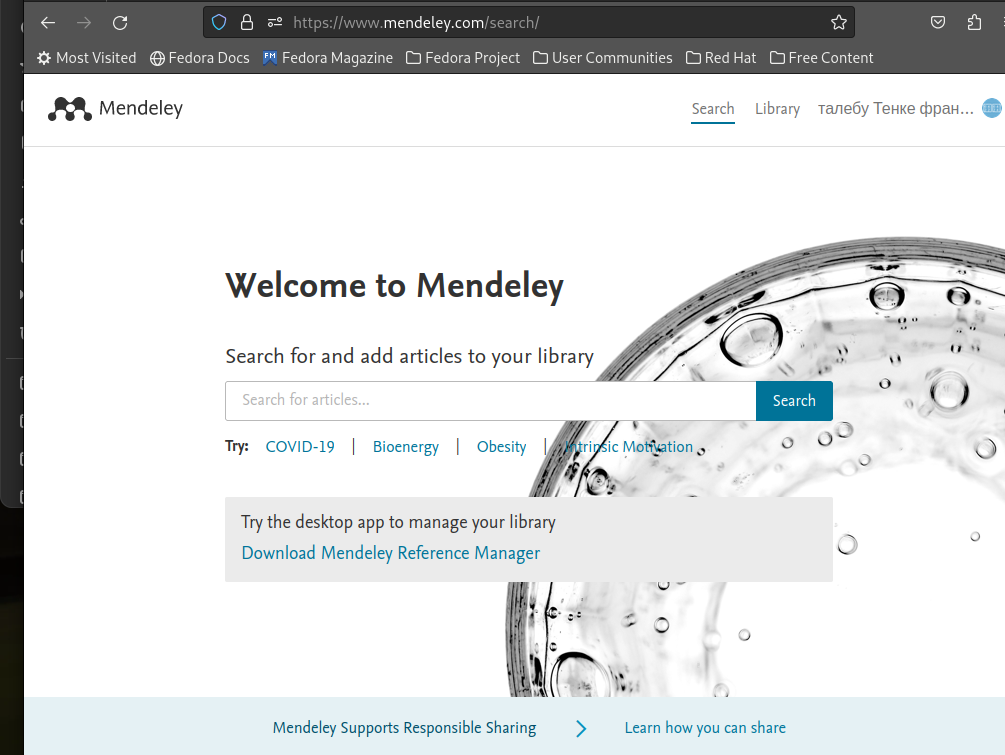 https://www.mendeley.com/search/
Most Visited Fedora Docs Fedora Magazine Fedora Project User Communities Red Hat Free Content
Mendeley Search Library талебу Тенке фран...
Welcome to Mendeley
Search for and add articles to your library
Search for articles... Search
Try: COVID-19 | Bioenergy | Obesity | Intrinsic Motivation
Try the desktop app to manage your library
Download Mendeley Reference Manager
Mendeley Supports Responsible Sharing Learn how you can share